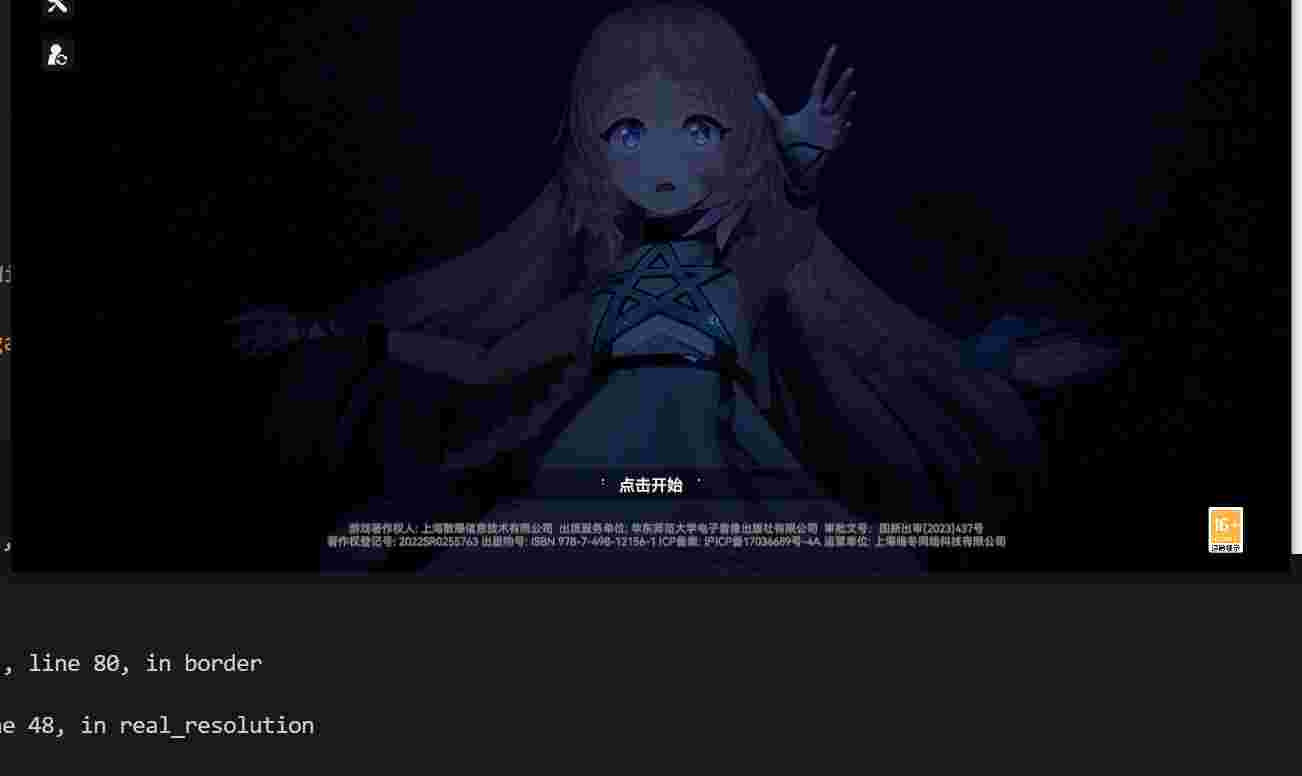 点击开始
游戏著作权人: 上海散爆信息技术有限公司 出版服务单位: 华东师范大学电子音像出版社有限公司 审批文号: 国新出审[2023]437号
著作权登记号: 2022SR0255763 出版物号: ISBN 978-7-498-12156-1 ICP备案: 沪ICP备17036689号-4A 运营单位: 上海暗冬网络科技有限公司
16+
适龄提示
, line 80, in border
e 48, in real_resolution